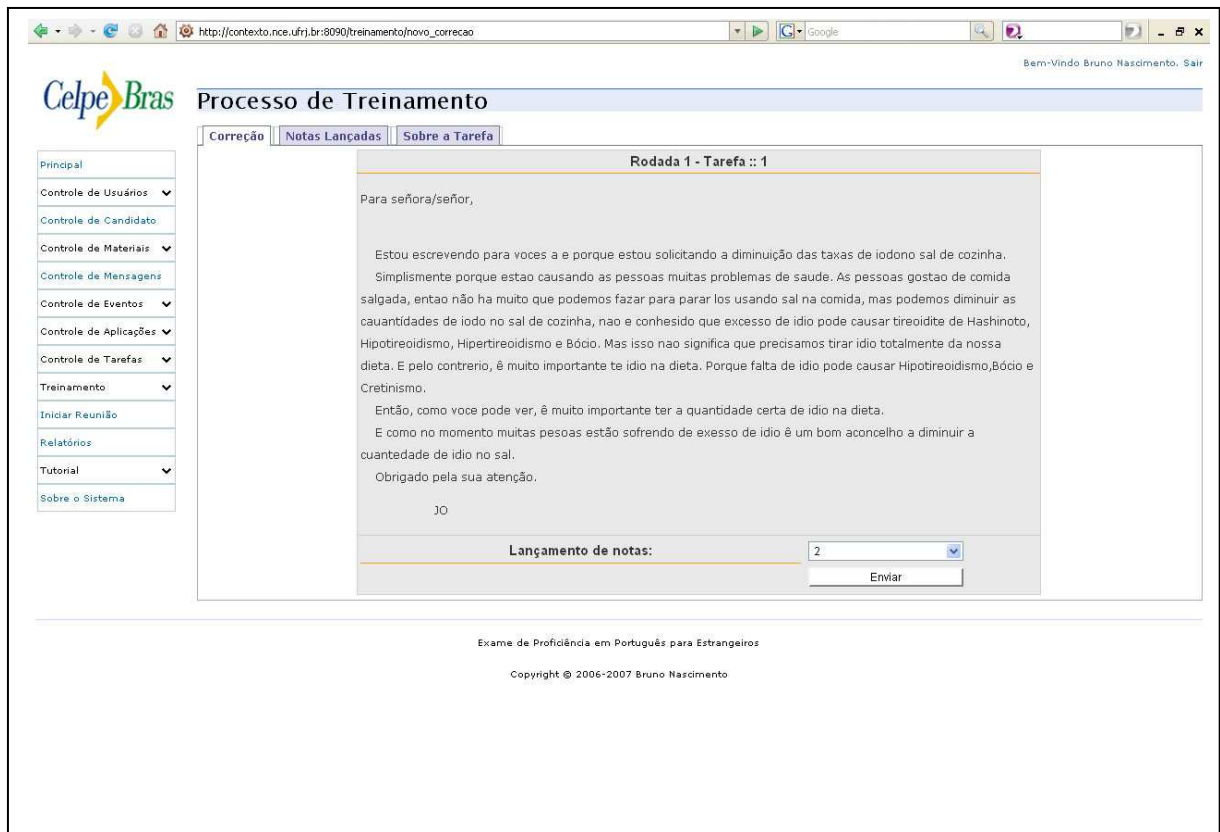 http://contexto.nce.ufrj.br:8090/treinamento/novo_correcao
Google
Bem-Vindo Bruno Nascimento. Sair
Celpe Bras
Processo de Treinamento
Correção
Notas Lançadas
Sobre a Tarefa
Principal
Controle de Usuários
Controle de Candidato
Controle de Materiais
Controle de Mensagens
Controle de Eventos
Controle de Aplicações
Controle de Tarefas
Treinamento
Iniciar Reunião
Relatórios
Tutorial
Sobre o Sistema
Rodada 1 - Tarefa :: 1
Para señora/señor,
Estou escrevendo para voces a e porque estou solicitando a diminuição das taxas de iodono sal de cozinha.
Simplismente porque estao causando as pessoas muitas problemas de saude. As pessoas gostao de comida
salgada, entao não ha muito que podemos fazar para parar los usando sal na comida, mas podemos diminuir as
cauantídades de iodo no sal de cozinha, nao e conhesido que excesso de idio pode causar tireoidite de Hashinoto,
Hipotireoidismo, Hipertireoidismo e Bócio. Mas isso nao significa que precisamos tirar idio totalmente da nossa
dieta. E pelo contrerio, ê muito importante te idio na dieta. Porque falta de idio pode causar Hipotireoidismo,Bócio e
Cretinismo.
Então, como voce pode ver, ê muito importante ter a quantidade certa de idio na dieta.
E como no momento muitas pesoas estão sofrendo de exesso de idio ê um bom aconcelho a diminuir a
cuantedade de idio no sal.
Obrigado pela sua atenção.
JO
Lançamento de notas:
2
Enviar
Exame de Proficiência em Português para Estrangeiros
Copyright © 2006-2007 Bruno Nascimento